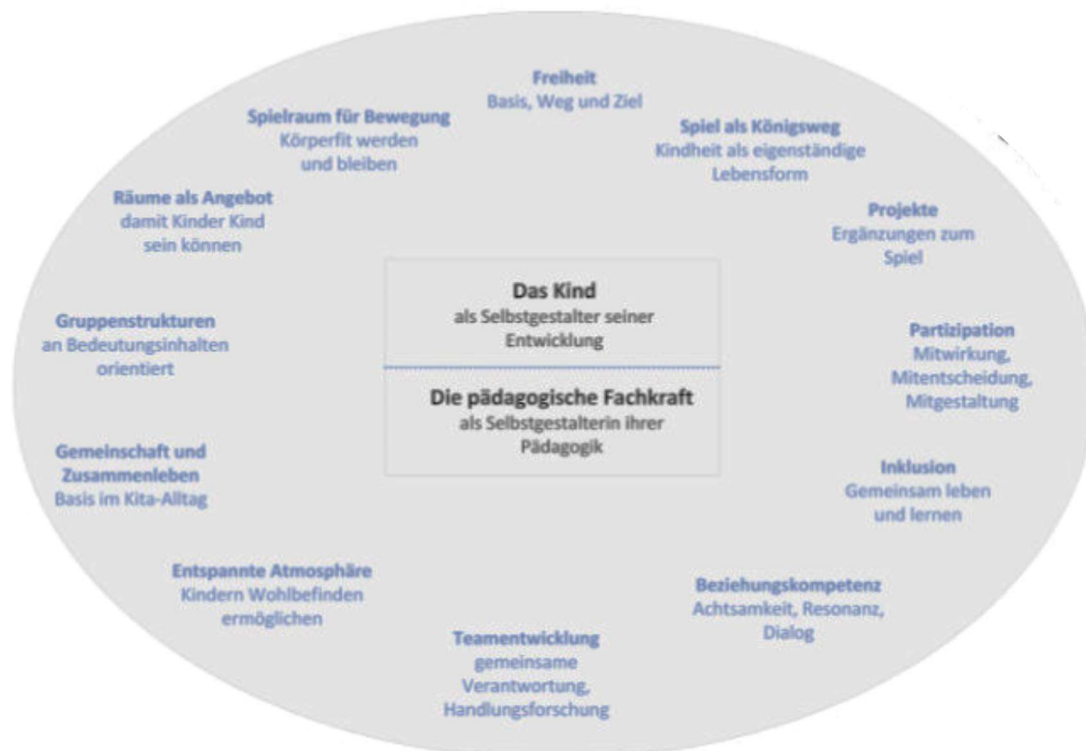 Freiheit
Basis, Weg und Ziel
Spiel als Königsweg
Kindheit als eigenständige
Lebensform
Projekte
Ergänzungen zum
Spiel
Partizipation
Mitwirkung,
Mitentscheidung,
Mitgestaltung
Inklusion
Gemeinsam leben
und lernen
Beziehungskompetenz
Achtsamkeit, Resonanz,
Dialog
Teamentwicklung
gemeinsame
Verantwortung,
Handlungsforschung
Entspannte Atmosphäre
Kindern Wohlbefinden
ermöglichen
Gemeinschaft und
Zusammenleben
Basis im Kita-Alltag
Gruppenstrukturen
an Bedeutungsinhalten
orientiert
Räume als Angebot
damit Kinder Kind
sein können
Spielraum für Bewegung
Körperfit werden
und bleiben
Das Kind
als Selbstgestalter seiner
Entwicklung
Die pädagogische Fachkraft
als Selbstgestalterin ihrer
Pädagogik